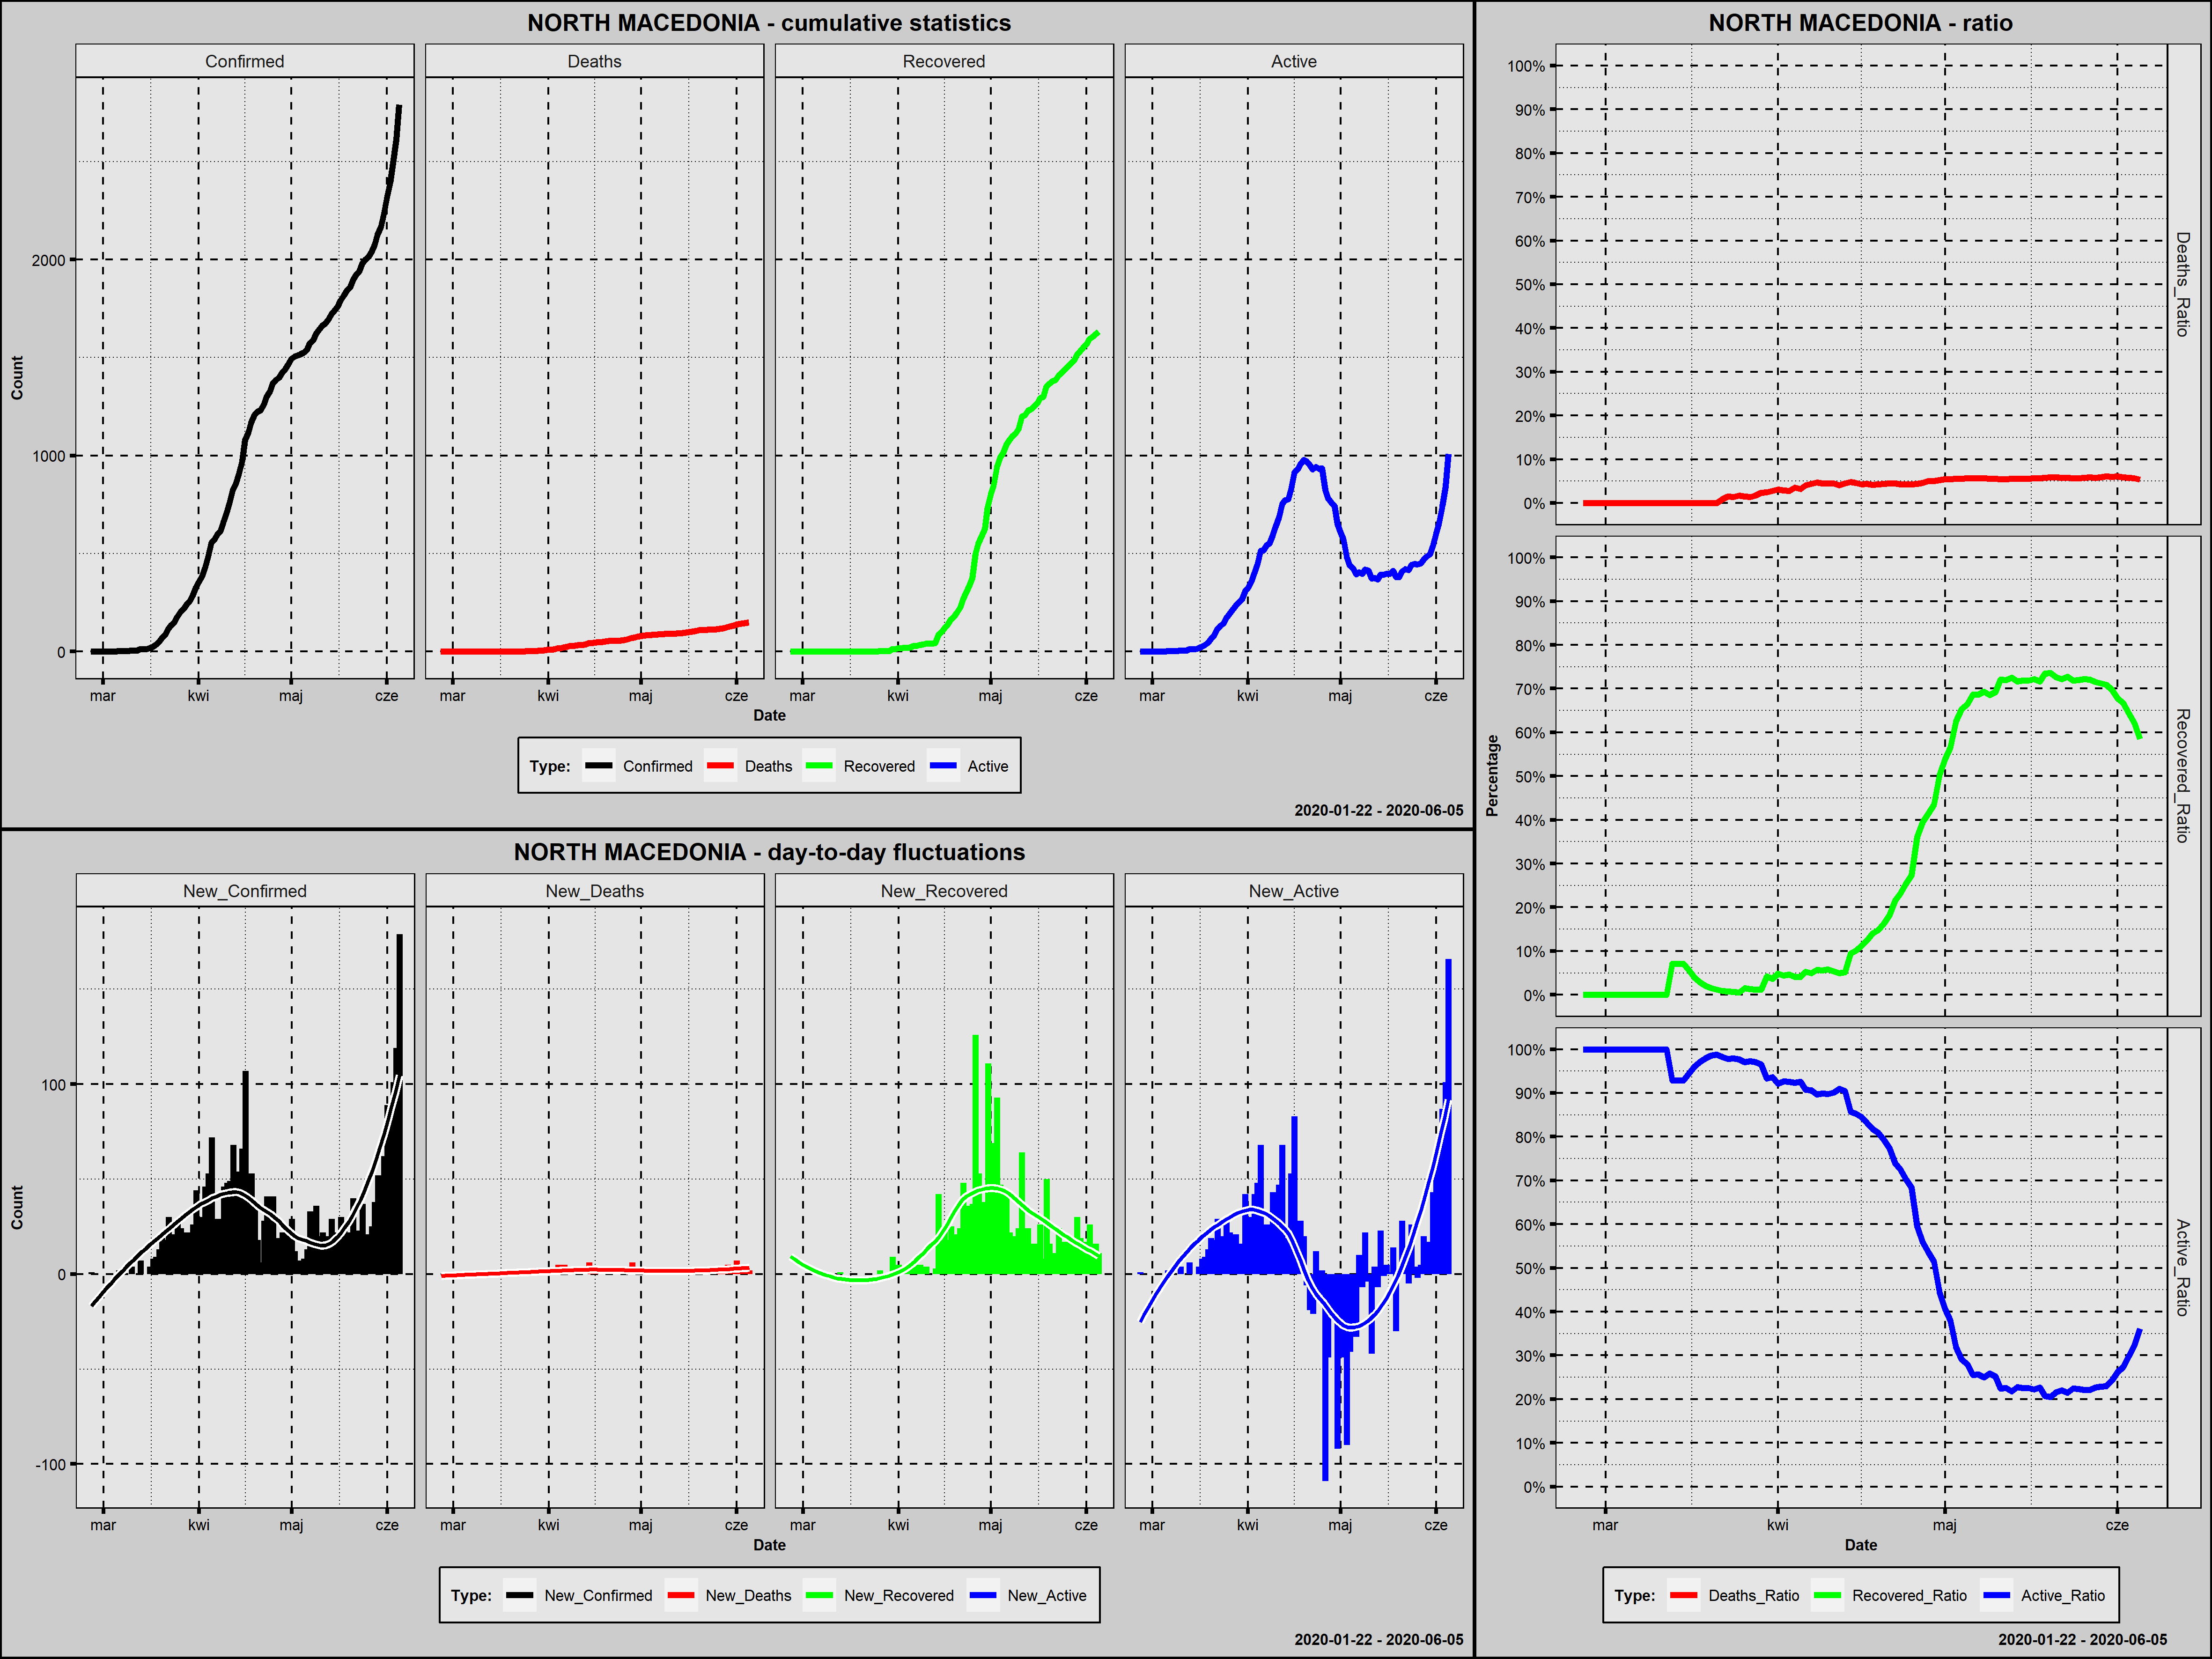 NORTH MACEDONIA - cumulative statistics
Confirmed Deaths Recovered Active
Count
2000
1000
0
mar kwi maj cze mar kwi maj cze mar kwi maj cze mar kwi maj cze
Date
Type: Confirmed Deaths Recovered Active
2020-01-22 - 2020-06-05
NORTH MACEDONIA - day-to-day fluctuations
New_Confirmed New_Deaths New_Recovered New_Active
Count
100
0
-100
mar kwi maj cze mar kwi maj cze mar kwi maj cze mar kwi maj cze
Date
Type: New_Confirmed New_Deaths New_Recovered New_Active
2020-01-22 - 2020-06-05
NORTH MACEDONIA - ratio
Percentage
100%
90%
80%
70%
60%
50%
40%
30%
20%
10%
0%
Deaths_Ratio
100%
90%
80%
70%
60%
50%
40%
30%
20%
10%
0%
Recovered_Ratio
100%
90%
80%
70%
60%
50%
40%
30%
20%
10%
0%
Active_Ratio
mar kwi maj cze
Date
Type: Deaths_Ratio Recovered_Ratio Active_Ratio
2020-01-22 - 2020-06-05